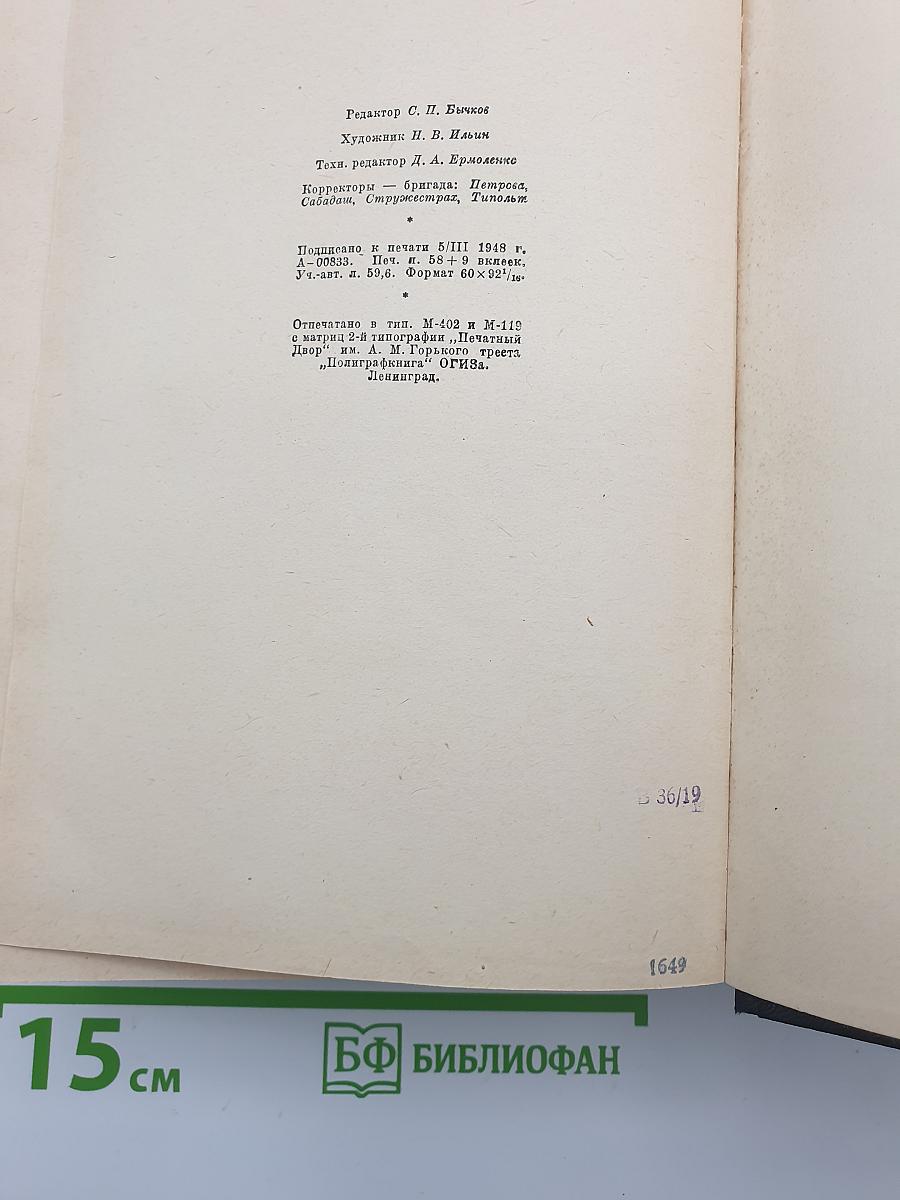 Редактор С. П. Бычков
Художник Н. В. Ильин
Техн. редактор Д. А. Ермоленко
Корректоры — бригада: Петрова,
Сабадаш, Стружестрах, Типольт
*
Подписано к печати 5/III 1948 г.
А-00833. Печ. л. 58 + 9 вклеек.
Уч.-авт. л. 59,6. Формат 60×92¹/₁₆.
*
Отпечатано в тип. М-402 и М-119
с матриц 2-й типографии „Печатный
Двор“ им. А. М. Горького треста
„Полиграфкнига“ ОГИЗа.
Ленинград.
36/19
1649
15 см
БФ БИБЛИОФАН